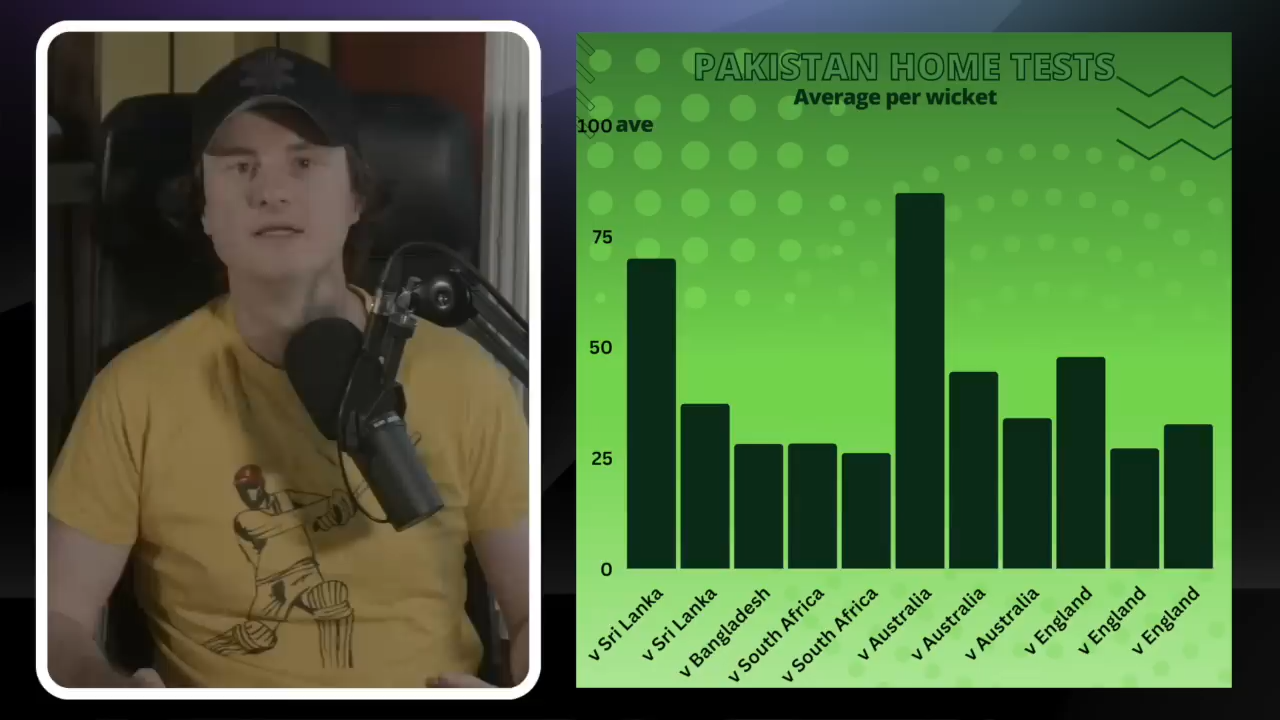 PAKISTAN HOME TESTS
Average per wicket
100 ave
75
50
25
0
v Sri Lanka
v Sri Lanka
v Bangladesh
v South Africa
v South Africa
v Australia
v Australia
v Australia
v England
v England
v England